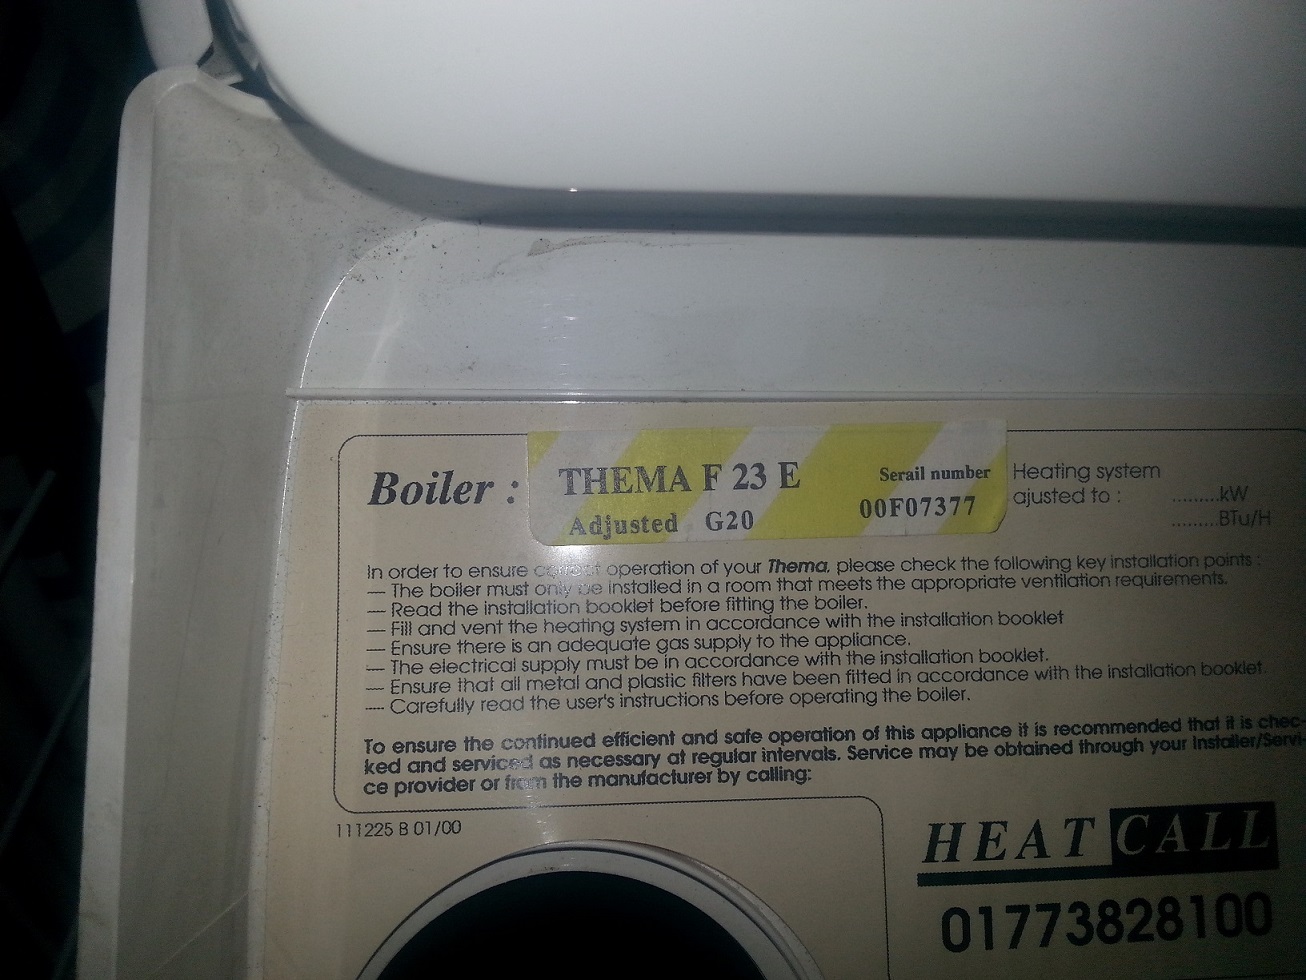 Boiler : THEMA F 23 E Serail number Heating system
Adjusted G20 00F07377 ajusted to : .........kW
.........BTu/H
In order to ensure correct operation of your Thema, please check the following key installation points :
— The boiler must only be installed in a room that meets the appropriate ventilation requirements.
— Read the installation booklet before fitting the boiler.
— Fill and vent the heating system in accordance with the installation booklet
— Ensure there is an adequate gas supply to the appliance.
— The electrical supply must be in accordance with the installation booklet.
— Ensure that all metal and plastic filters have been fitted in accordance with the installation booklet.
— Carefully read the user's instructions before operating the boiler.
To ensure the continued efficient and safe operation of this appliance it is recommended that it is chec-
ked and serviced as necessary at regular intervals. Service may be obtained through your Installer/Servi-
ce provider or from the manufacturer by calling:
111225 B 01/00
HEAT CALL
01773828100